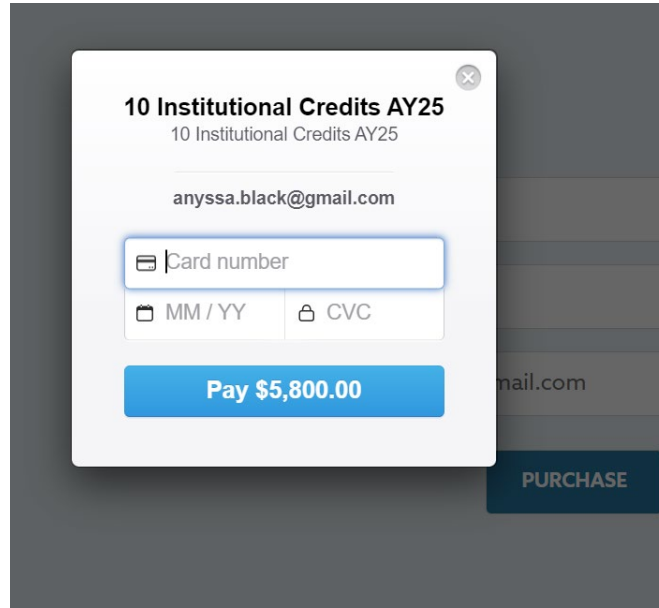 10 Institutional Credits AY25
10 Institutional Credits AY25
anyssa.black@gmail.com
Card number
MM / YY
CVC
Pay $5,800.00
mail.com
PURCHASE